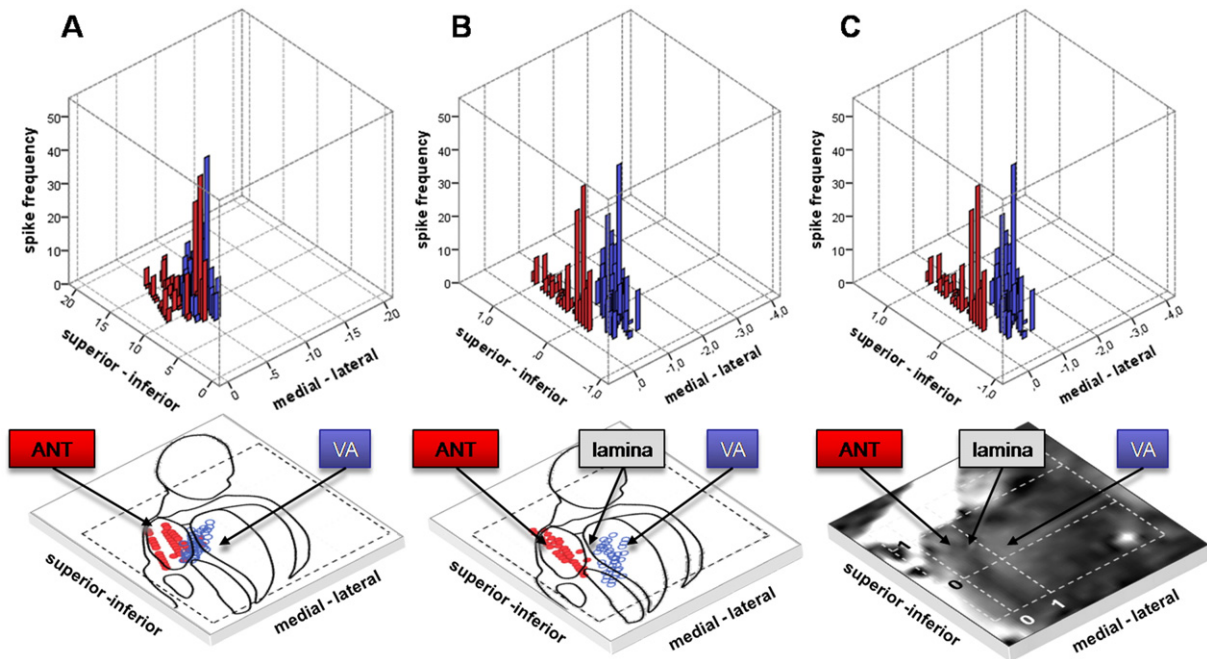 A
B
C
spike frequency
50
40
30
20
10
0
20
15
10
5
0
superior - inferior
0
-5
-10
-15
-20
medial - lateral
spike frequency
50
40
30
20
10
0
1,0
,0
-1,0
superior - inferior
,0
-1,0
-2,0
-3,0
-4,0
medial - lateral
spike frequency
50
40
30
20
10
0
1,0
,0
-1,0
superior - inferior
,0
-1,0
-2,0
-3,0
-4,0
medial - lateral
ANT
VA
superior -inferior
medial - lateral
ANT
lamina
VA
superior -inferior
medial - lateral
ANT
lamina
VA
0
0
1
superior -inferior
medial - lateral